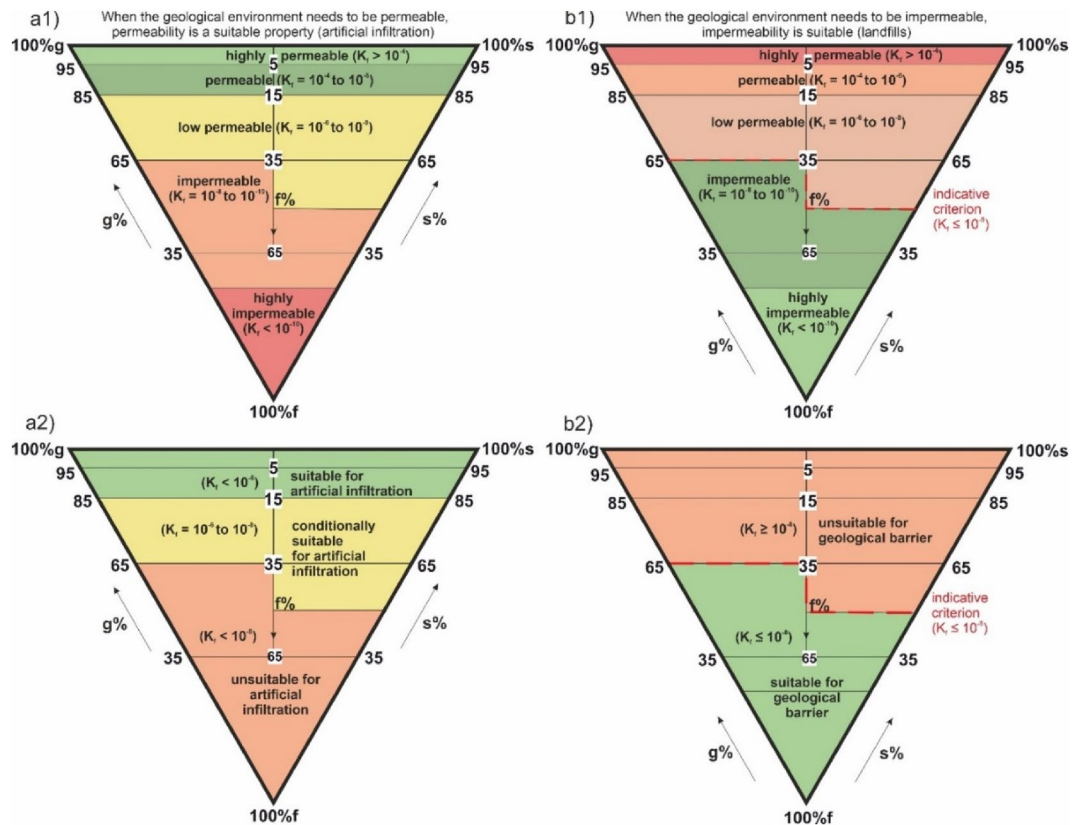 a1)
When the geological environment needs to be permeable,
permeability is a suitable property (artificial infiltration)
100%g
100%s
highly permeable (Kf > 10⁻⁴)
95
5
95
permeable (Kf = 10⁻⁴ to 10⁻⁶)
85
15
85
low permeable (Kf = 10⁻⁶ to 10⁻⁸)
65
35
65
impermeable
(Kf = 10⁻⁸ to 10⁻¹⁰)
f%
g%
s%
35
65
35
highly
impermeable
(Kf < 10⁻¹⁰)
100%f
b1)
When the geological environment needs to be impermeable,
impermeability is suitable (landfills)
100%g
100%s
highly permeable (Kf > 10⁻⁴)
95
5
95
permeable (Kf = 10⁻⁴ to 10⁻⁶)
85
15
85
low permeable (Kf = 10⁻⁶ to 10⁻⁸)
65
35
65
impermeable
(Kf = 10⁻⁸ to 10⁻¹⁰)
f%
indicative
criterion
(Kf ≤ 10⁻⁸)
35
65
35
highly
impermeable
(Kf < 10⁻¹⁰)
g%
s%
100%f
a2)
100%g
100%s
95
5
95
(Kf < 10⁻⁶)
suitable for
artificial infiltration
85
15
85
(Kf = 10⁻⁶ to 10⁻⁸)
conditionally
suitable
for artificial
infiltration
65
35
65
f%
g%
s%
(Kf < 10⁻⁸)
35
65
35
unsuitable for
artificial
infiltration
100%f
b2)
100%g
100%s
95
5
95
85
15
85
(Kf ≥ 10⁻⁸)
unsuitable for
geological barrier
65
35
65
f%
indicative
criterion
(Kf ≤ 10⁻⁸)
(Kf ≤ 10⁻⁸)
35
65
35
suitable for
geological
barrier
g%
s%
100%f